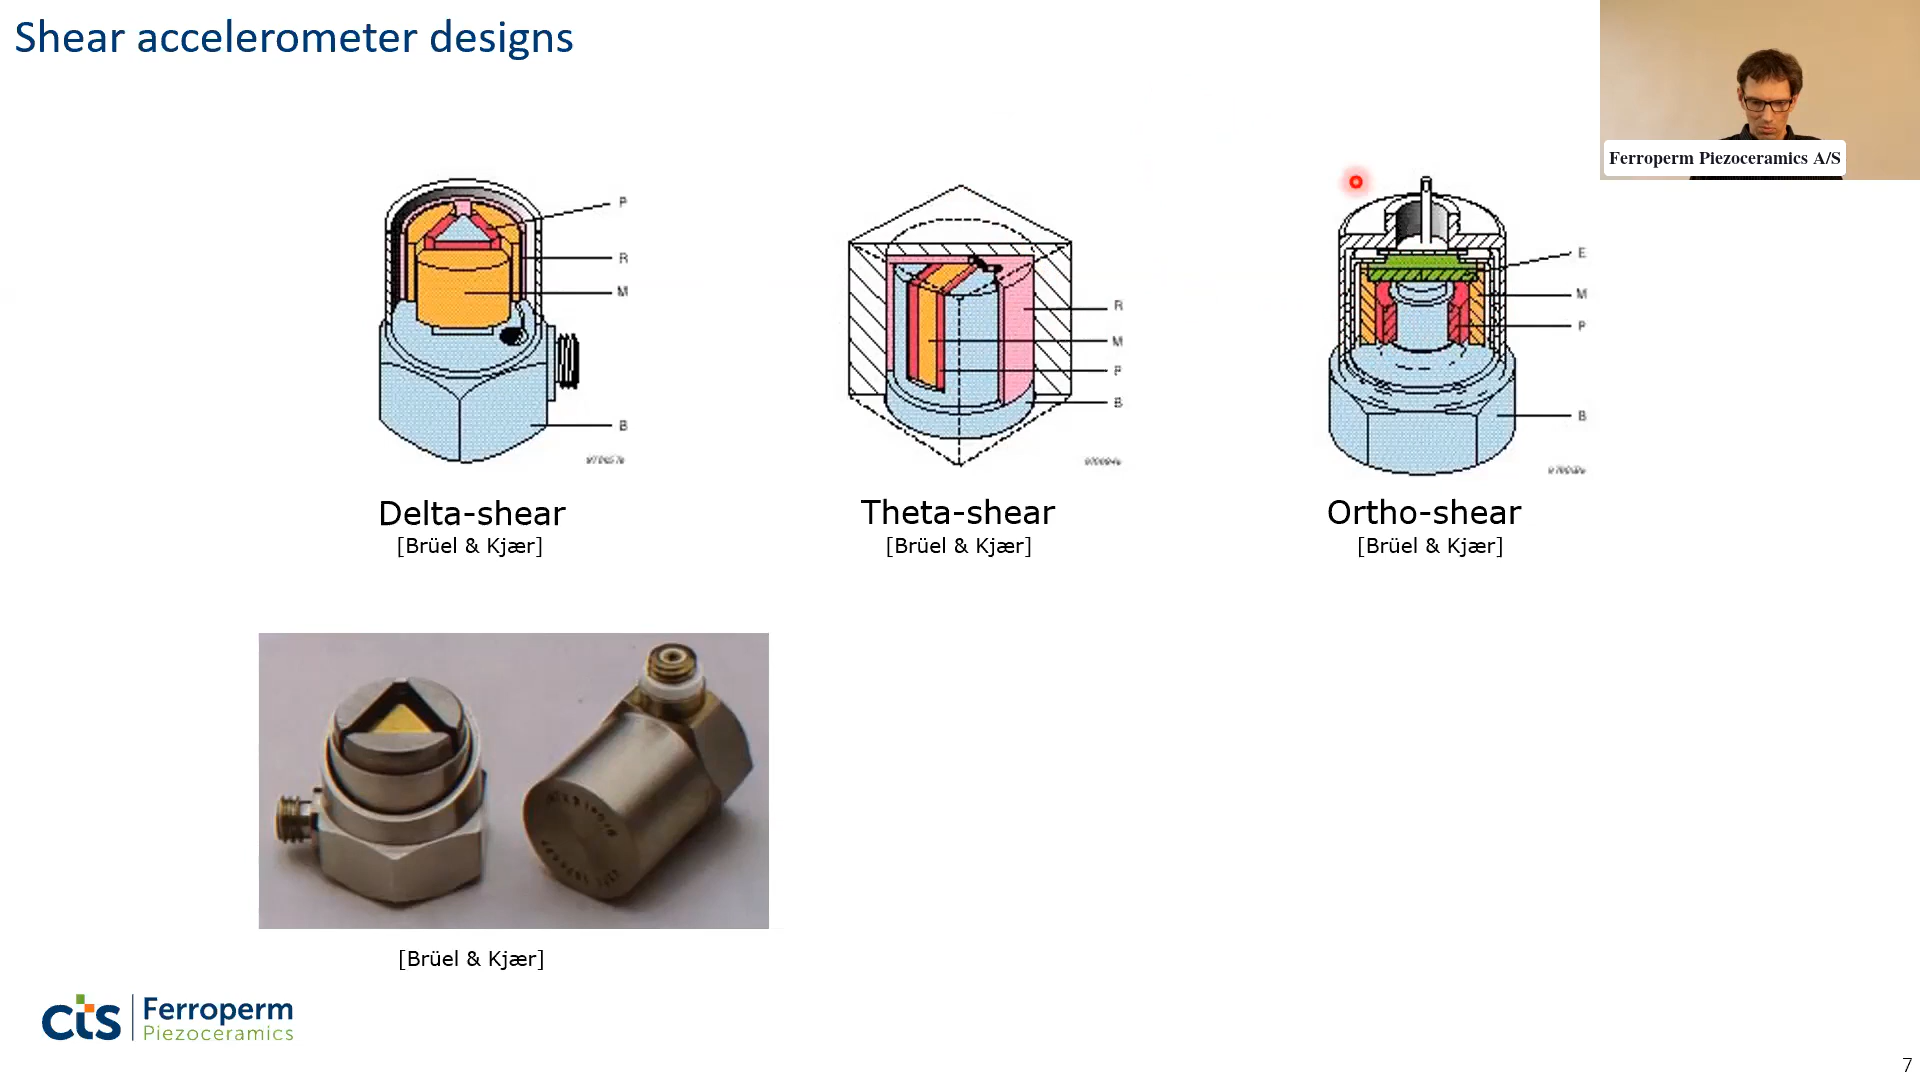 Shear accelerometer designs
Ferroperm Piezoceramics A/S
P
R
M
B
Delta-shear
[Brüel & Kjær]
R
M
P
B
Theta-shear
[Brüel & Kjær]
E
M
P
B
Ortho-shear
[Brüel & Kjær]
[Brüel & Kjær]
cts Ferroperm
Piezoceramics
7